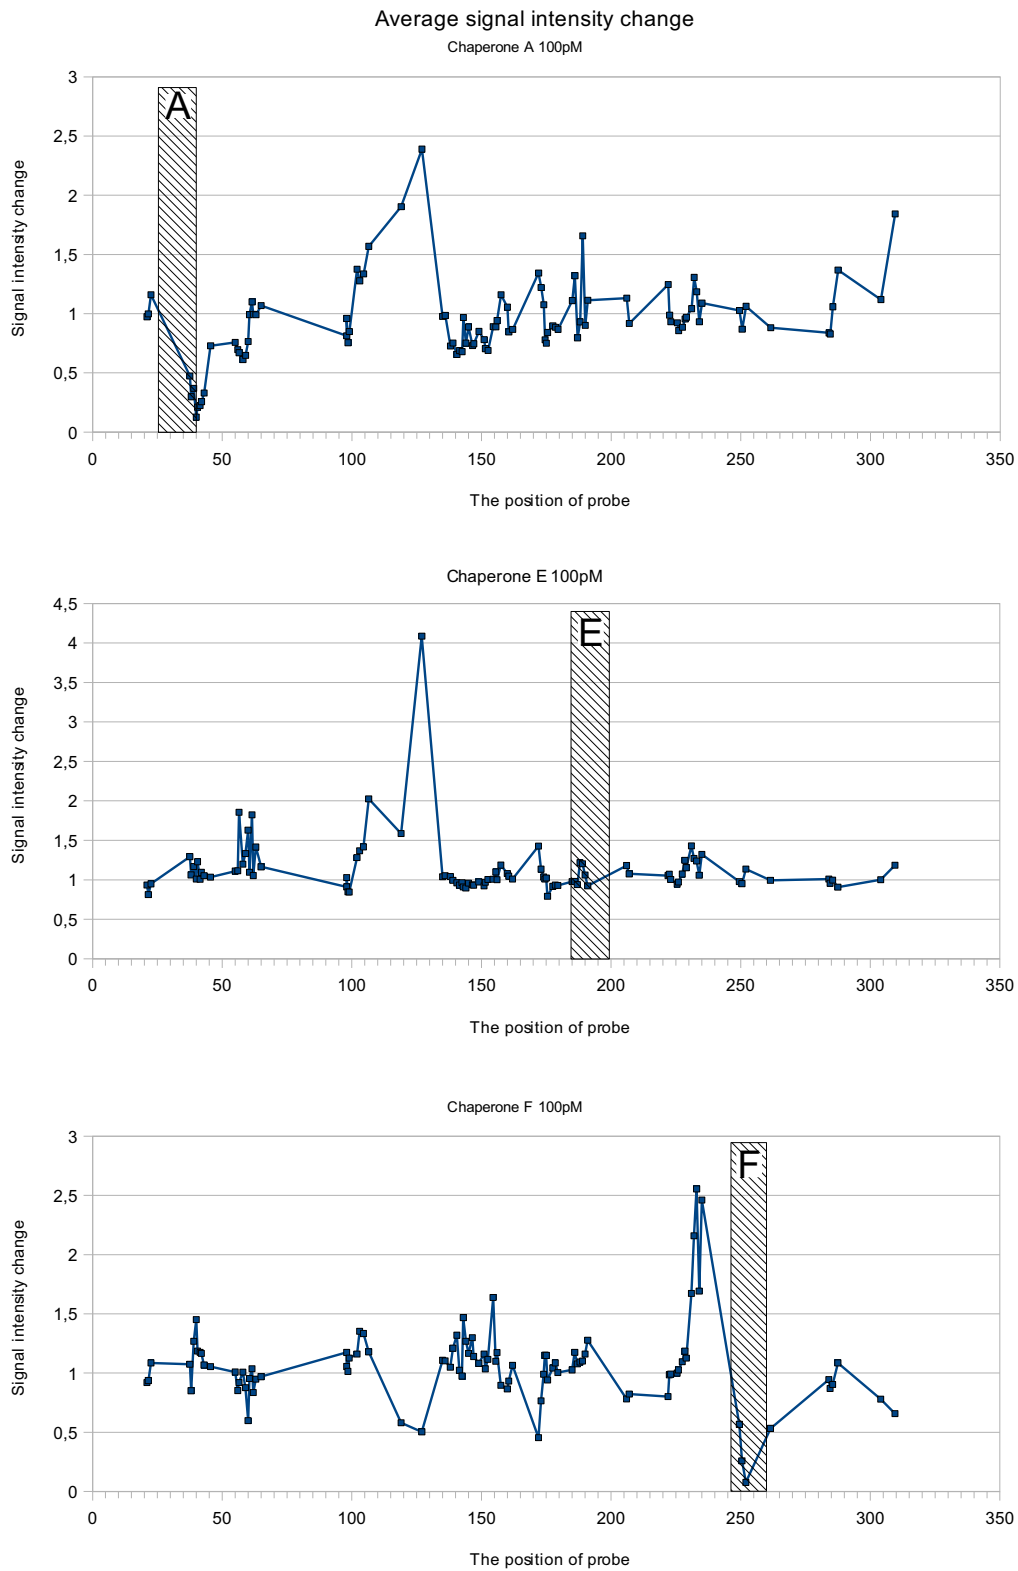 Average signal intensity change
Chaperone A 100pM
Signal intensity change
3
2,5
2
1,5
1
0,5
0
A
0 50 100 150 200 250 300 350
The position of probe
Chaperone E 100pM
Signal intensity change
4,5
4
3,5
3
2,5
2
1,5
1
0,5
0
E
0 50 100 150 200 250 300 350
The position of probe
Chaperone F 100pM
Signal intensity change
3
2,5
2
1,5
1
0,5
0
F
0 50 100 150 200 250 300 350
The position of probe